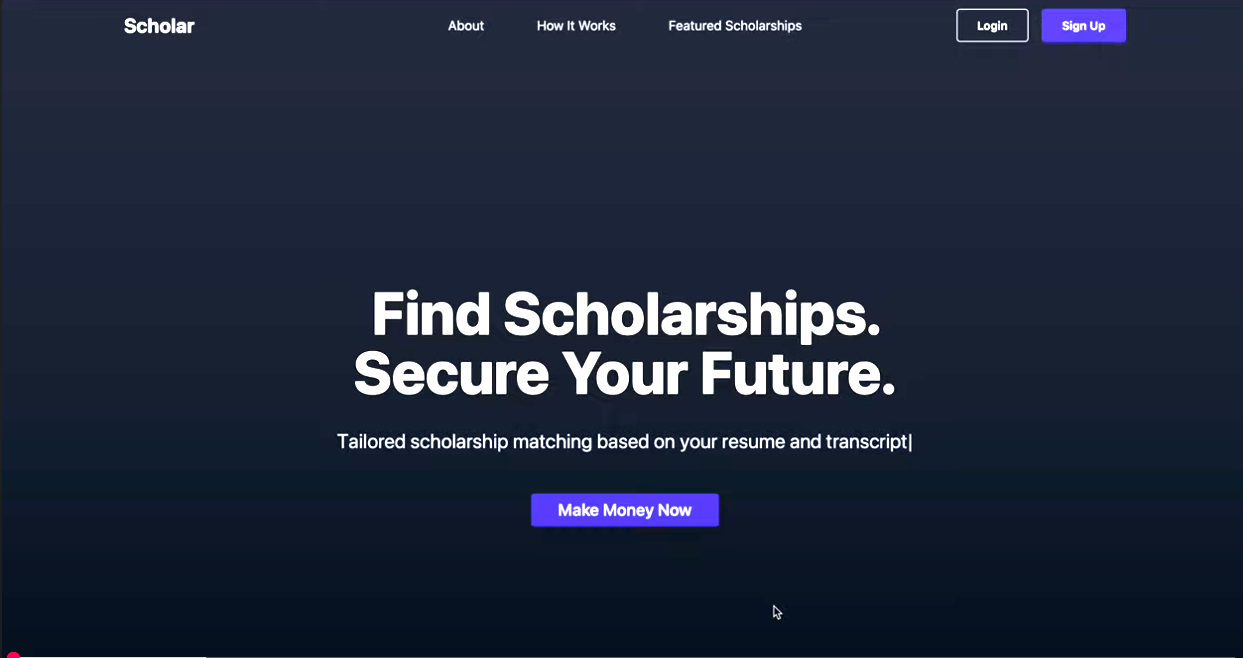 Scholar
About
How It Works
Featured Scholarships
Login
Sign Up
Find Scholarships.
Secure Your Future.
Tailored scholarship matching based on your resume and transcript|
Make Money Now